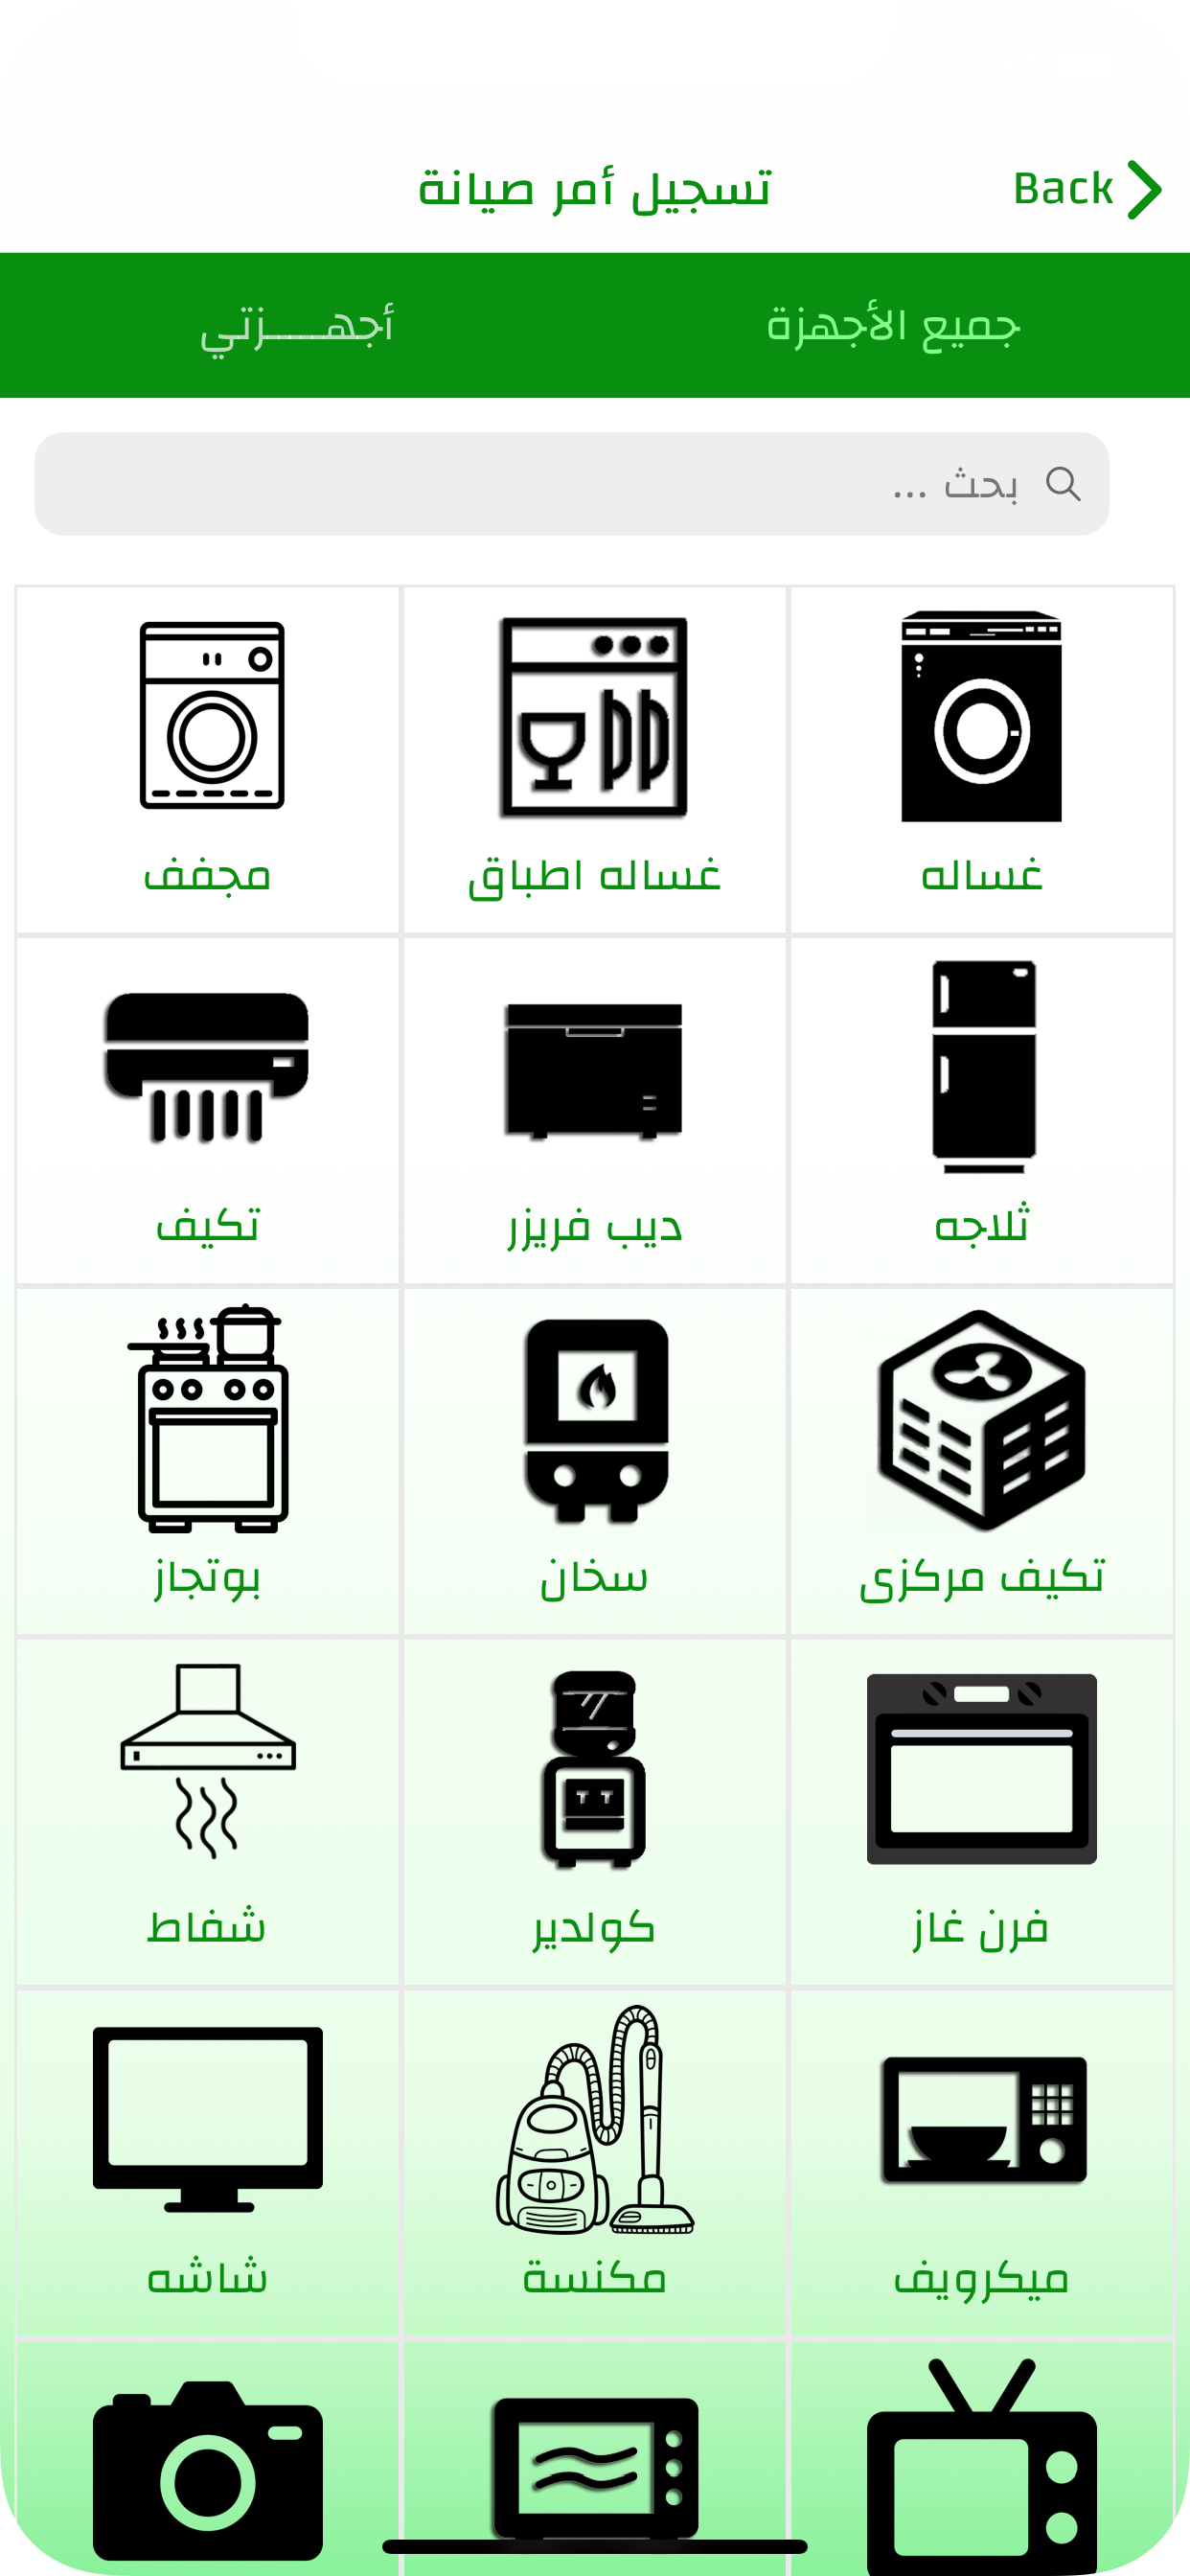 تسجيل أمر صيانة
Back
جميع الأجهزة
أجهـــــزتي
بحث ...
غساله
غساله اطباق
مجفف
ثلاجه
ديب فريزر
تكيف
تكيف مركزى
سخان
بوتجاز
فرن غاز
كولدير
شفاط
ميكرويف
مكنسة
شاشه